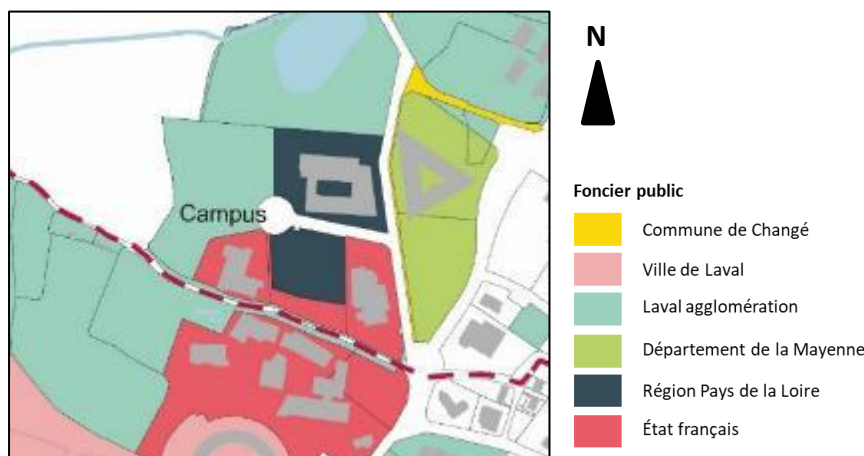 N
Campus
Foncier public
Commune de Changé
Ville de Laval
Laval agglomération
Département de la Mayenne
Région Pays de la Loire
État français